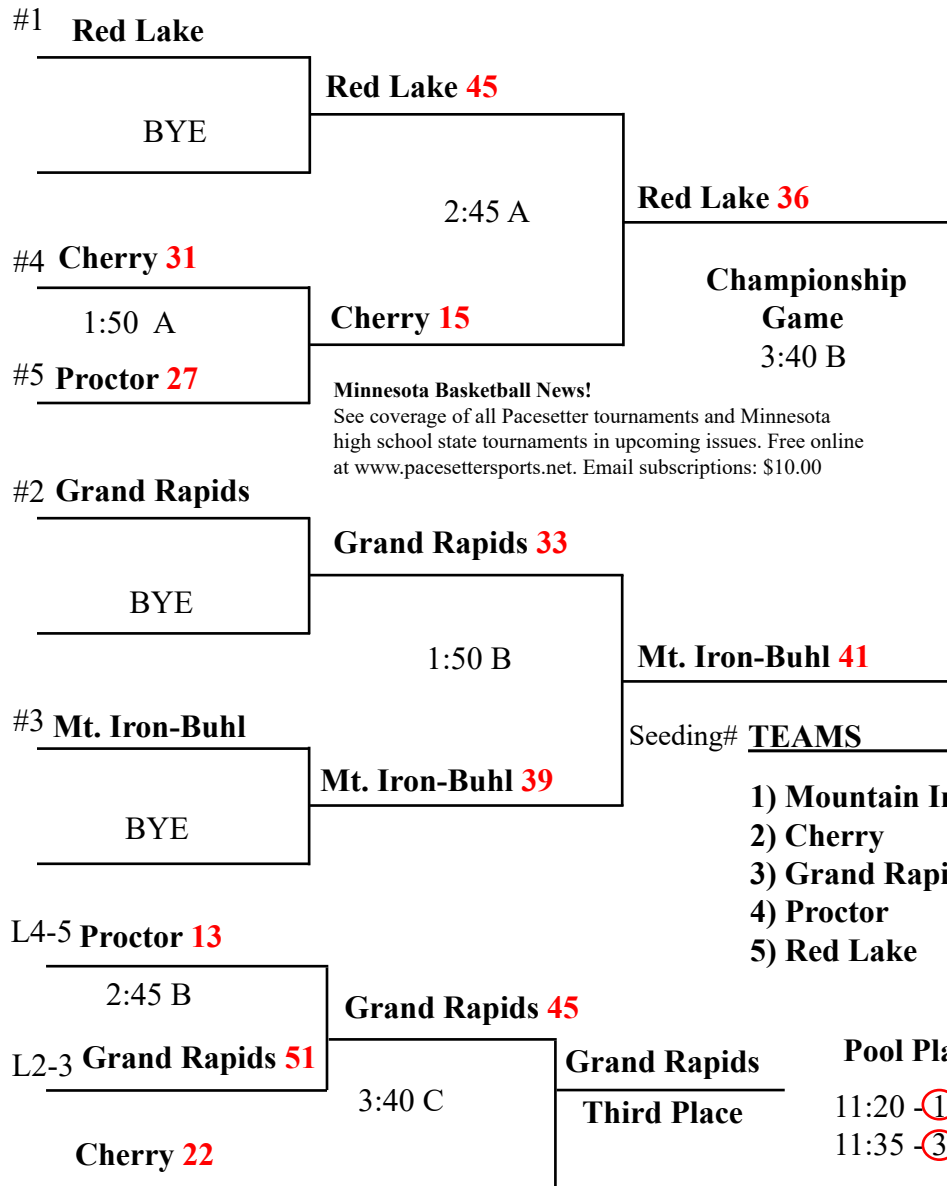 #1 Red Lake
Red Lake 45
BYE
Red Lake 36
2:45 A
#4 Cherry 31
Championship
Game
3:40 B
1:50 A
Cherry 15
#5 Proctor 27
Minnesota Basketball News!
See coverage of all Pacesetter tournaments and Minnesota
high school state tournaments in upcoming issues. Free online
at www.pacesettersports.net. Email subscriptions: $10.00
#2 Grand Rapids
Grand Rapids 33
BYE
1:50 B
Mt. Iron-Buhl 41
#3 Mt. Iron-Buhl
Seeding# TEAMS
Mt. Iron-Buhl 39
BYE
1) Mountain
2) Cherry
3) Grand
4) Proctor
5) Red Lake
L4-5 Proctor 13
2:45 B
Grand Rapids 45
L2-3 Grand Rapids 51
Grand Rapids
Third Place
3:40 C
Cherry 22
Pool
11:20 - 1
11:35 - 3